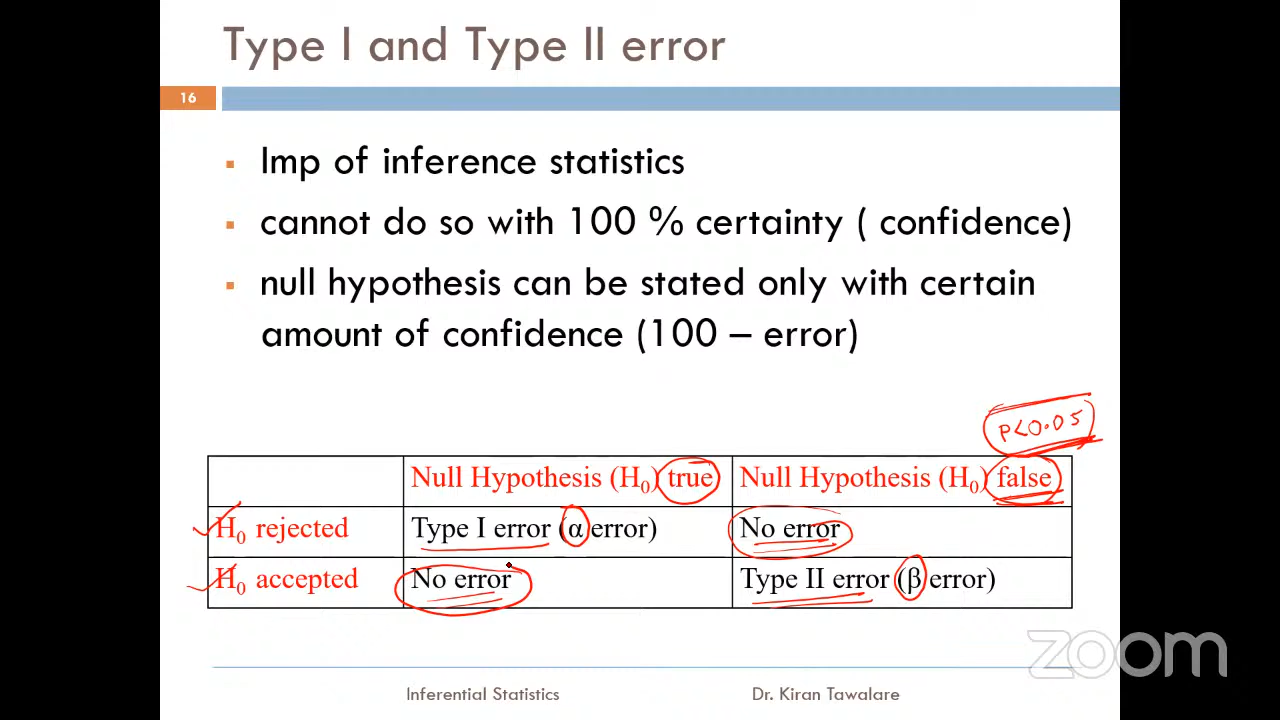 Type I and Type II error
16
▪ Imp of inference statistics
▪ cannot do so with 100 % certainty ( confidence)
▪ null hypothesis can be stated only with certain
amount of confidence (100 – error)
P<0.05
Null Hypothesis (H₀) true Null Hypothesis (H₀) false
H₀ rejected Type I error (α error) No error
H₀ accepted No error Type II error (β error)
zoom
Inferential Statistics Dr. Kiran Tawalare